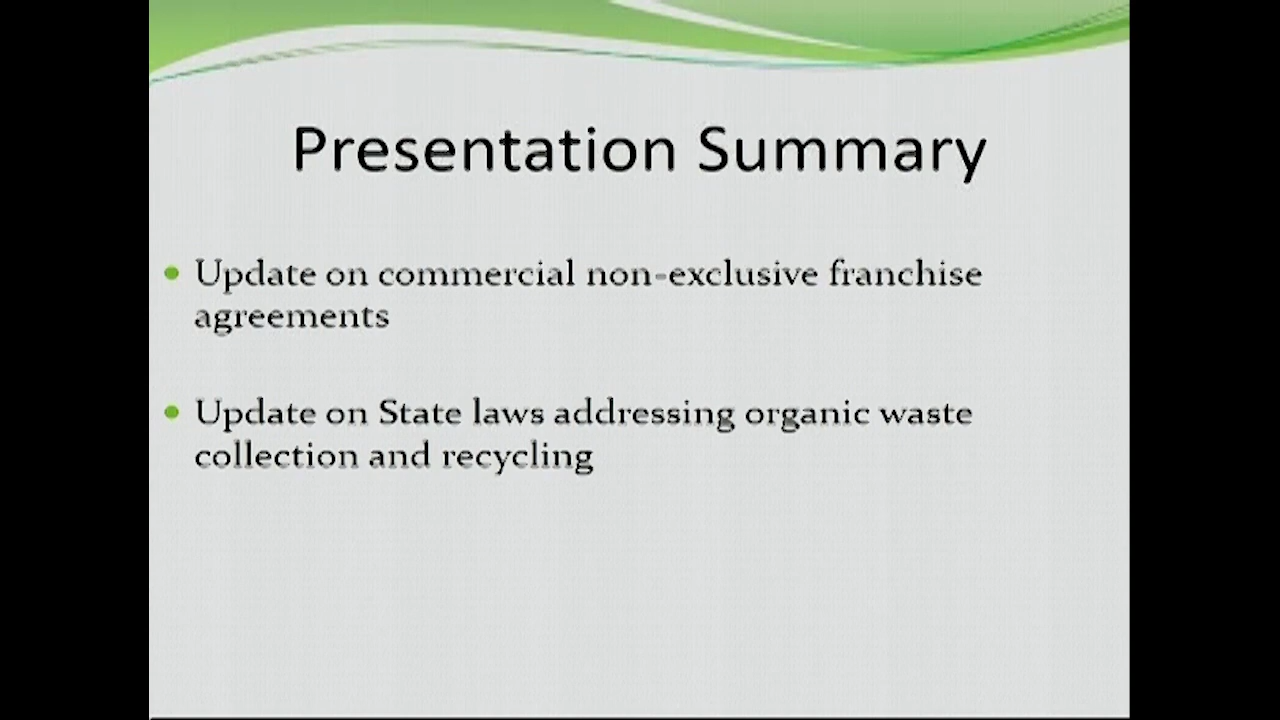 Presentation Summary
• Update on commercial non-exclusive franchise
agreements
• Update on State laws addressing organic waste
collection and recycling